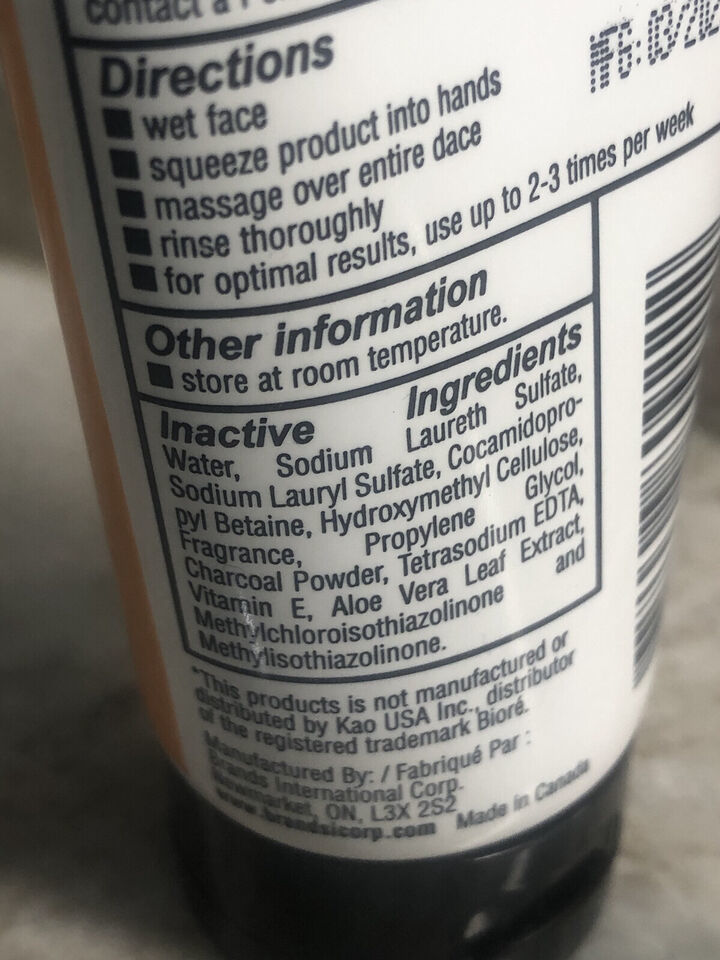 contact a
Directions
MFG: 03/202
■ wet face
■ squeeze product into hands
■ massage over entire dace
■ rinse thoroughly
■ for optimal results, use up to 2-3 times per week
Other information
■ store at room temperature.
Inactive Ingredients
Water, Sodium Laureth Sulfate,
Sodium Lauryl Sulfate, Cocamidopro-
pyl Betaine, Hydroxymethyl Cellulose,
Fragrance, Propylene Glycol,
Charcoal Powder, Tetrasodium EDTA,
Vitamin E, Aloe Vera Leaf Extract,
Methylchloroisothiazolinone and
Methylisothiazolinone.
*This products is not manufactured or
distributed by Kao USA Inc., distributor
of the registered trademark Bioré.
Manufactured By: / Fabriqué Par :
Brands International Corp.
Newmarket, ON, L3X 2S2
www.brandsicorp.com Made in Canada